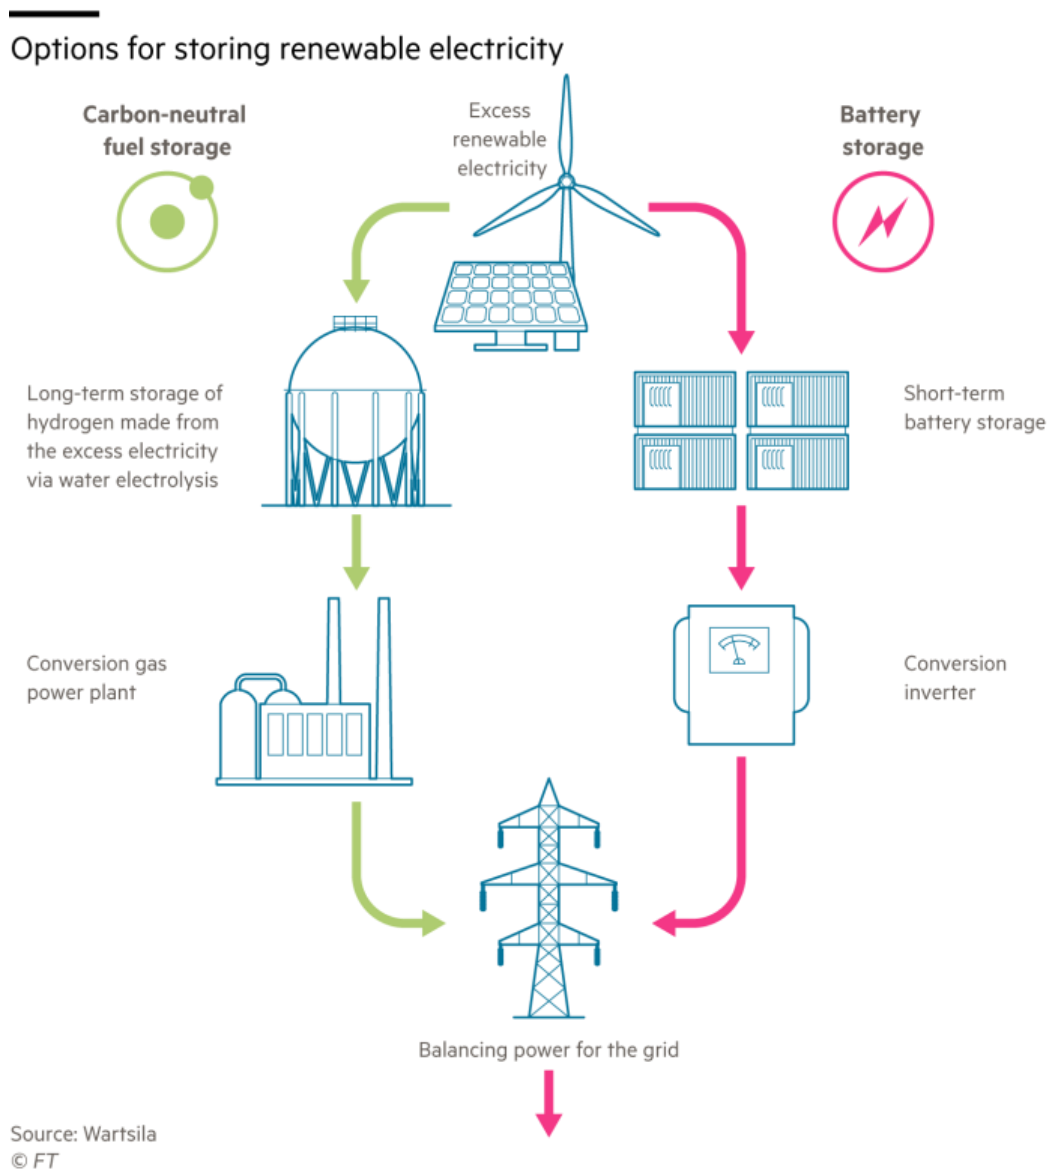 Options for storing renewable electricity
Carbon-neutral
fuel storage
Excess
renewable
electricity
Battery
storage
Long-term storage of
hydrogen made from
the excess electricity
via water electrolysis
Short-term
battery storage
Conversion gas
power plant
Conversion
inverter
Balancing power for the grid
Source: Wartsila
© FT